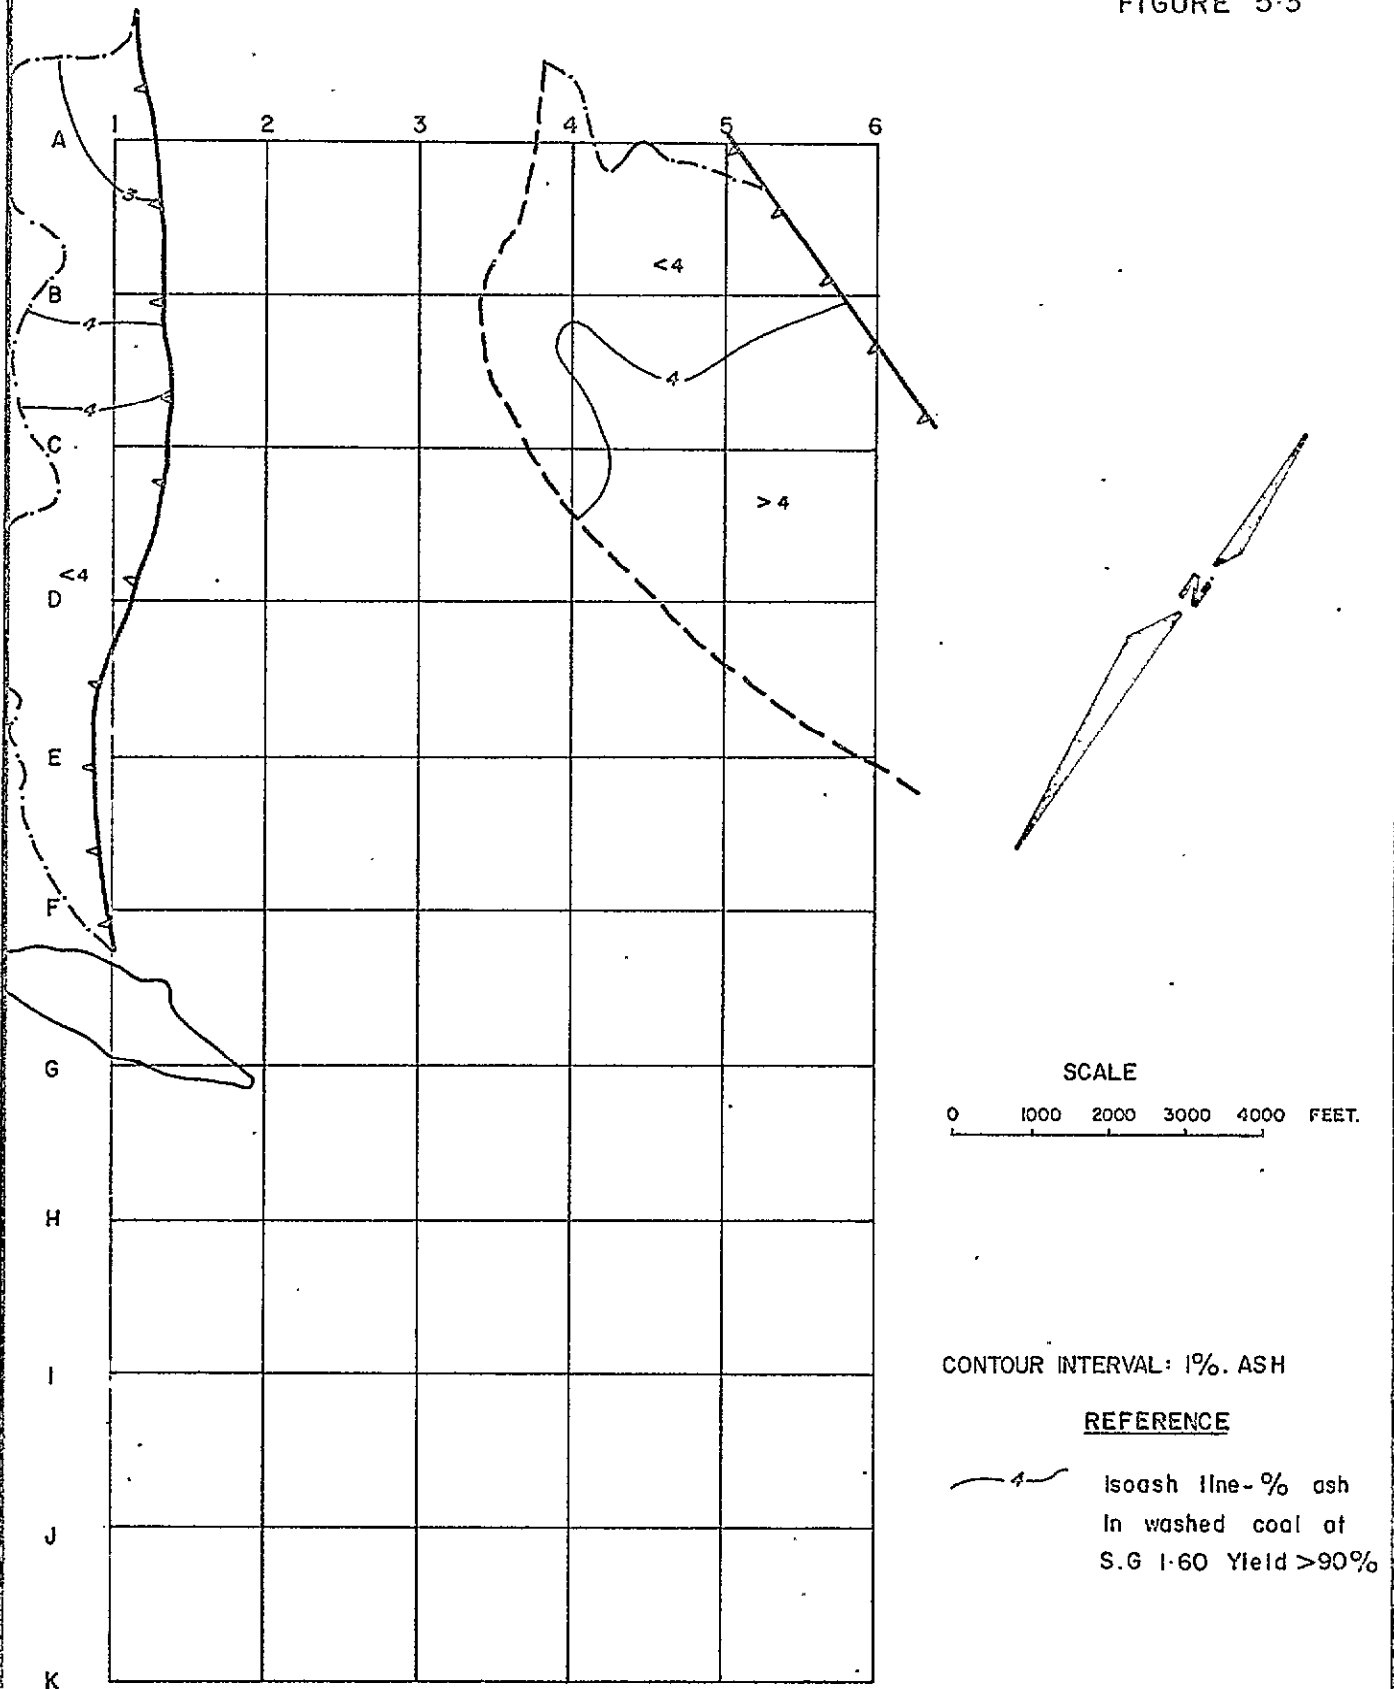 FIGURE 5·5
1 2 3 4 5 6
A
3
<4
B
4
4
4
C
>4
<4
D
N
E
F
G
SCALE
0 1000 2000 3000 4000 FEET.
H
I
CONTOUR INTERVAL: 1%. ASH
REFERENCE
4 Isoash line-% ash
In washed coal at
S.G 1·60 Yield >90%
J
K